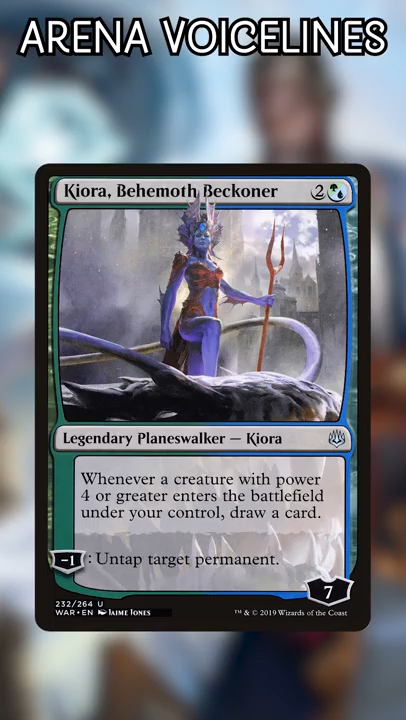 ARENA VOICELINES
Kiora, Behemoth Beckoner 2
Legendary Planeswalker — Kiora
Whenever a creature with power
4 or greater enters the battlefield
under your control, draw a card.
−1 : Untap target permanent.
7
232/264 U
WAR • EN Jaime Jones
™ & © 2019 Wizards of the Coast